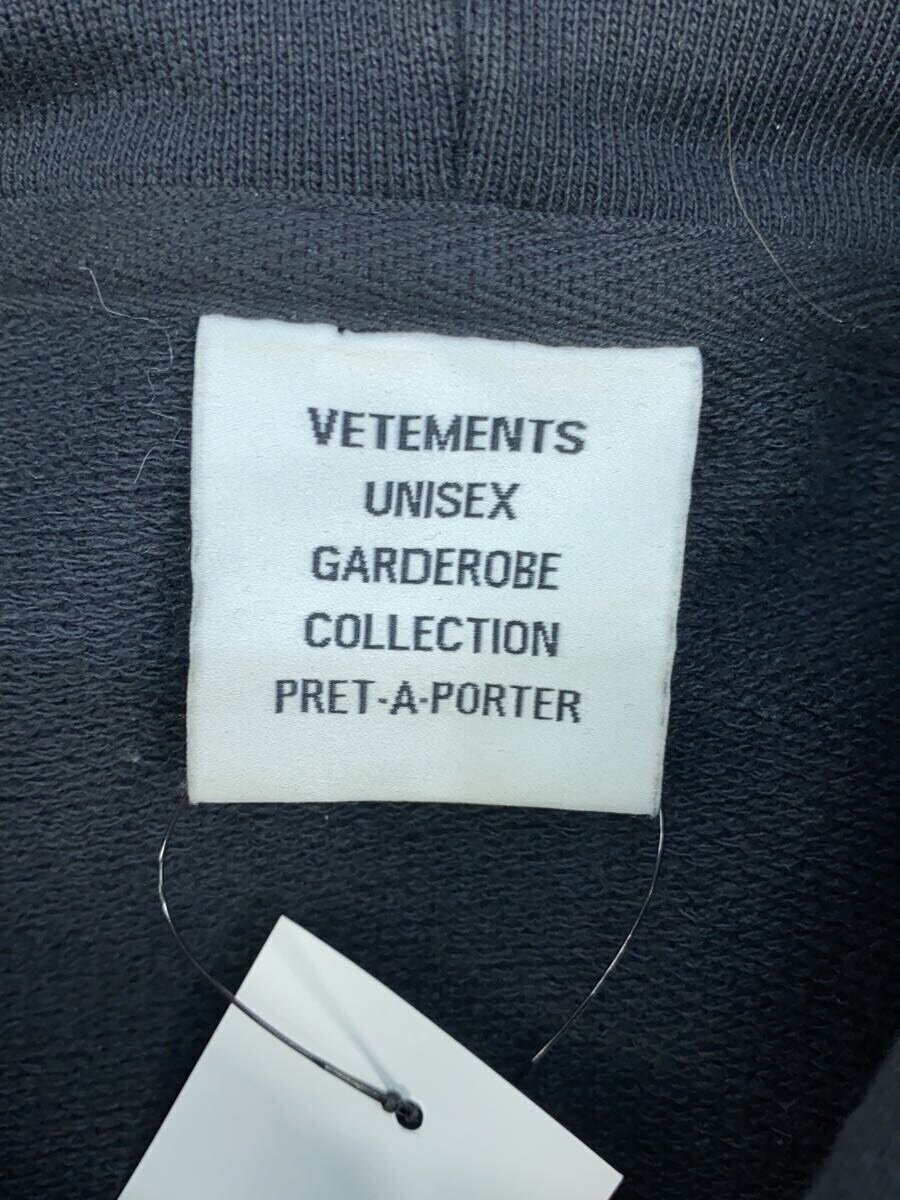 VETEMENTS
UNISEX
GARDEROBE
COLLECTION
PRET-A-PORTER